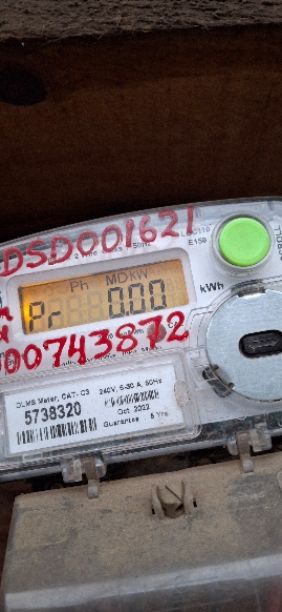 DSD001621
E150
Ph MDkW
Pr 0.00
kWh
00743872
DLMS Meter, CAT- C3
240V, 5-30 A, 50Hz
5738320
Oct. 2022
Guarantee 5 Yrs